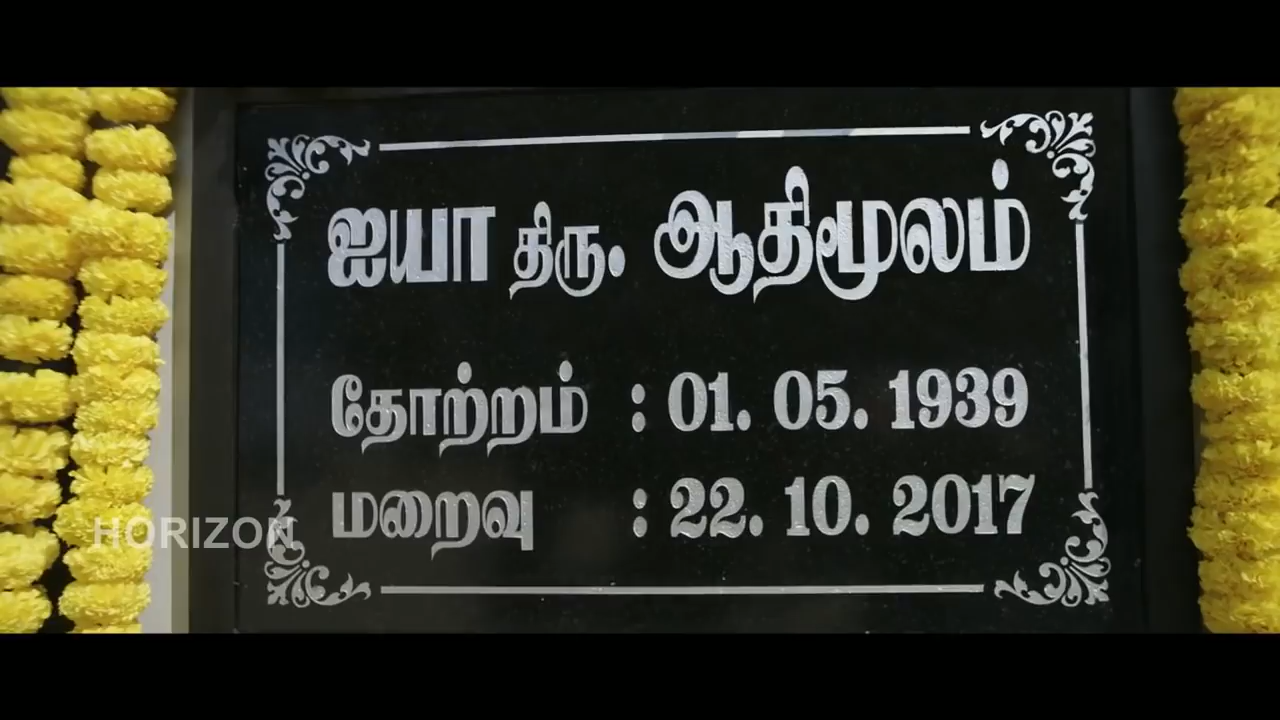 ஐயா திரு. ஆதிமூலம்
தோற்றம் : 01. 05. 1939
மறைவு : 22. 10. 2017
HORIZON